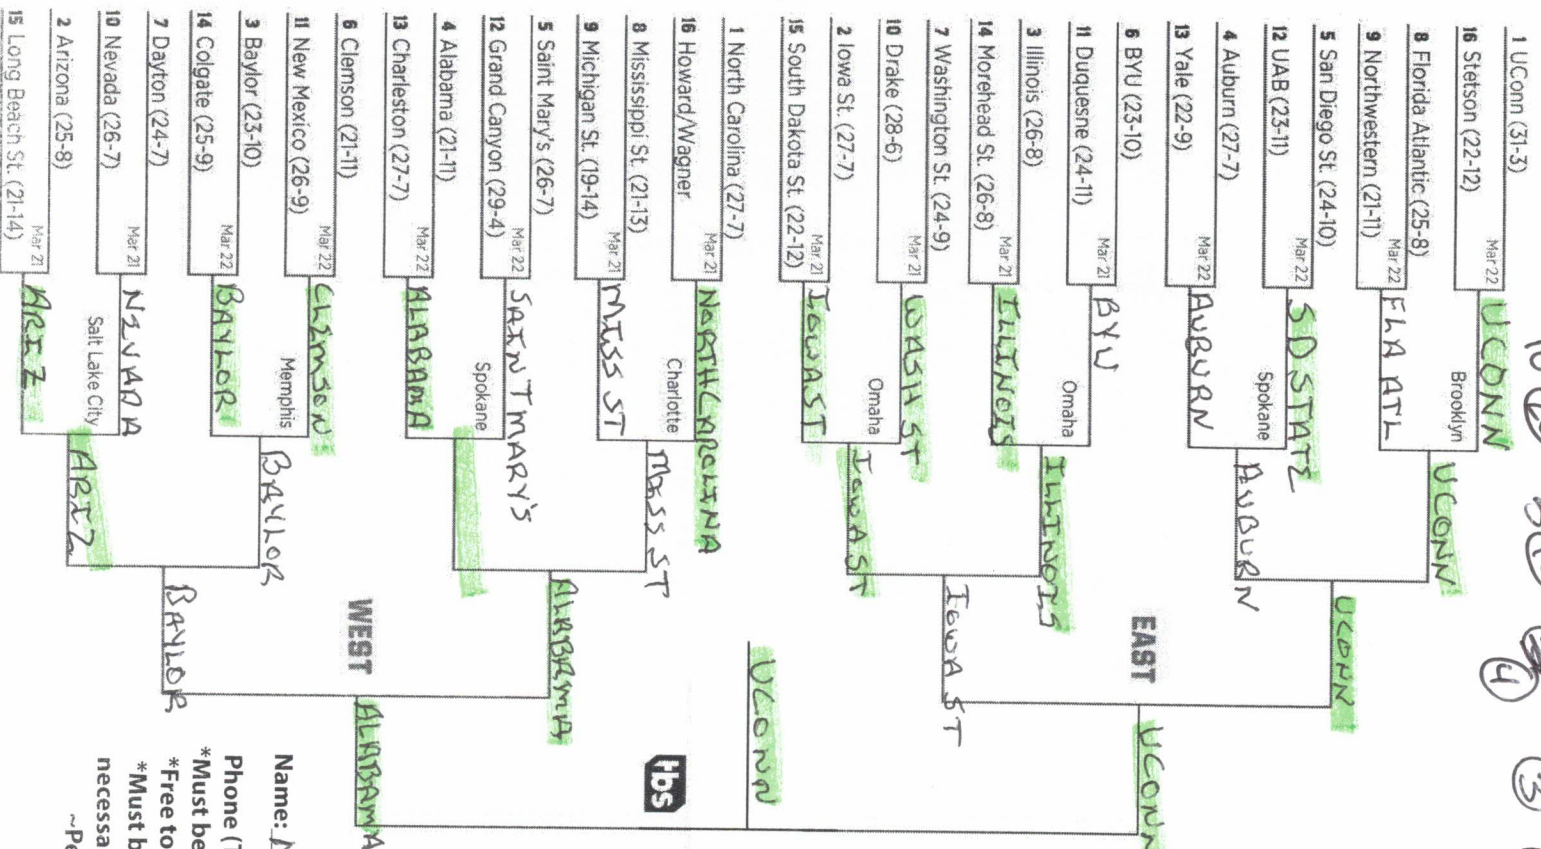 1 UConn (31-3)
16 Stetson (22-12)
8 Florida Atlantic (25-8)
9 Northwestern (21-11)
5 San Diego St. (24-10)
12 UAB (23-11)
4 Auburn (27-7)
13 Yale (22-9)
6 BYU (23-10)
11 Duquesne (24-11)
3 Illinois (26-8)
14 Morehead St. (26-8)
7 Washington St. (24-9)
10 Drake (28-6)
2 Iowa St. (27-7)
15 South Dakota St. (22-12)
1 North Carolina (27-7)
16 Howard/Wagner
8 Mississippi St. (21-13)
9 Michigan St. (19-14)
5 Saint Mary's (26-7)
12 Grand Canyon (29-4)
4 Alabama (21-11)
13 Charleston (27-7)
6 Clemson (21-11)
11 New Mexico (26-9)
3 Baylor (23-10)
14 Colgate (25-9)
7 Dayton (24-7)
10 Nevada (26-7)
2 Arizona (25-8)
15 Long Beach St. (21-14)
Mar 22
Mar 22
Mar 22
Mar 22
Mar 21
Mar 21
Mar 21
Mar 21
Mar 21
Mar 21
Mar 22
Mar 22
Mar 22
Mar 22
Mar 21
Mar 21
UCONN
FLA ATL
SD STATE
AUBURN
BYU
ILLINOIS
WASH ST
IOWA ST
NORTH CAROLINA
MISS ST
SAINT MARY'S
ALABAMA
CLEMSON
BAYLOR
NEVADA
ARIZ
Brooklyn
Spokane
Omaha
Omaha
Charlotte
Spokane
Memphis
Salt Lake City
UCONN
AUBURN
ILLINOIS
IOWA ST
MISS ST
BAYLOR
ARIZ
UCONN
IOWA ST
ALABAMA
BAYLOR
EAST
WEST
UCONN
ALABAMA
UCONN
tbs
4
3
Name:
Phone
*Must be
*Free to
*Must b
necessa
~Pe